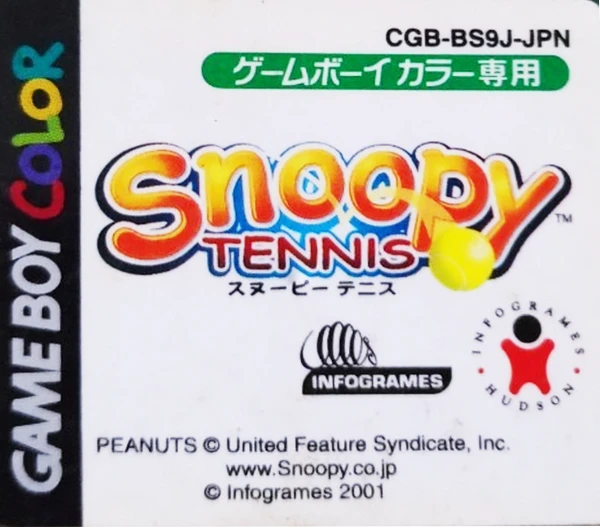 CGB-BS9J-JPN
ゲームボーイカラー専用
GAME BOY COLOR
Snoopy
TENNIS
TM
スヌーピー テニス
INFOGRAMES
INFOGRAMES HUDSON
PEANUTS © United Feature Syndicate, Inc.
www.Snoopy.co.jp
© Infogrames 2001